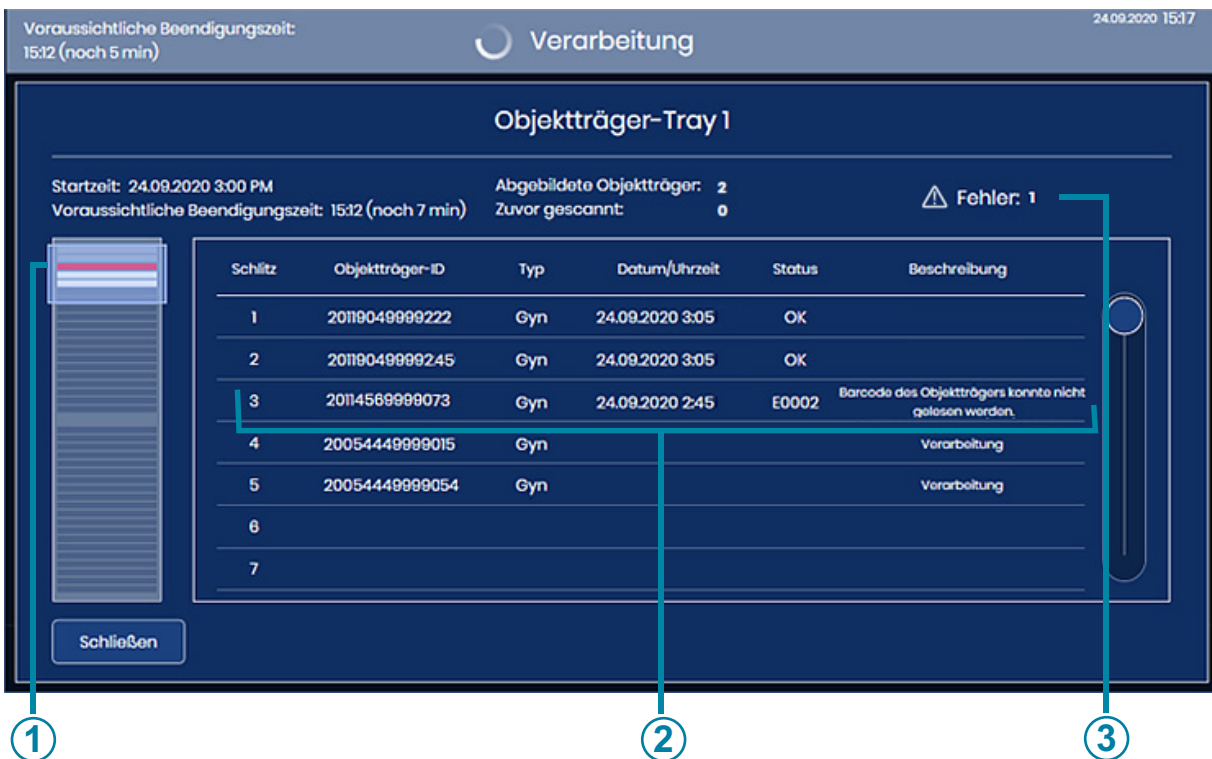 Voraussichtliche Beendigungszeit:
15:12 (noch 5 min)
Verarbeitung
24.09.2020 15:17
Objektträger-Tray 1
Startzeit: 24.09.2020 3:00 PM
Voraussichtliche Beendigungszeit: 15:12 (noch 7 min)
Abgebildete Objektträger: 2
Zuvor gescannt: 0
Fehler: 1
Schlitz Objektträger-ID Typ Datum/Uhrzeit Status Beschreibung
1 20119049999222 Gyn 24.09.2020 3:05 OK
2 20119049999245 Gyn 24.09.2020 3:05 OK
3 20114569999073 Gyn 24.09.2020 2:45 E0002 Barcode des Objektträgers konnte nicht
gelesen werden.
4 20054449999015 Gyn Verarbeitung
5 20054449999054 Gyn Verarbeitung
6
7
Schließen
1 2 3